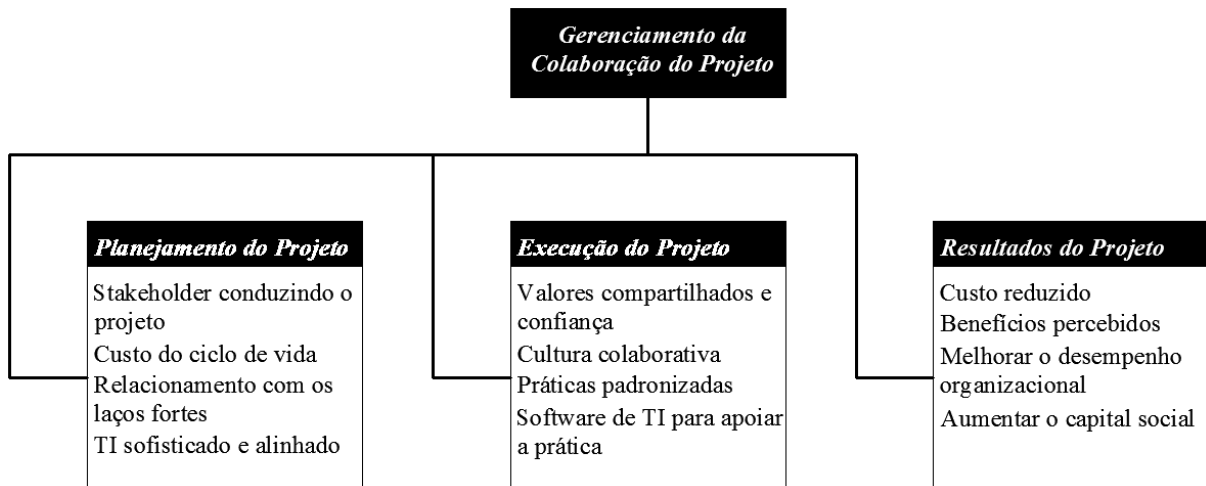 Gerenciamento da
Colaboração do Projeto
Planejamento do Projeto
Stakeholder conduzindo o
projeto
Custo do ciclo de vida
Relacionamento com os
laços fortes
TI sofisticado e alinhado
Execução do Projeto
Valores compartilhados e
confiança
Cultura colaborativa
Práticas padronizadas
Software de TI para apoiar
a prática
Resultados do Projeto
Custo reduzido
Benefícios percebidos
Melhorar o desempenho
organizacional
Aumentar o capital social